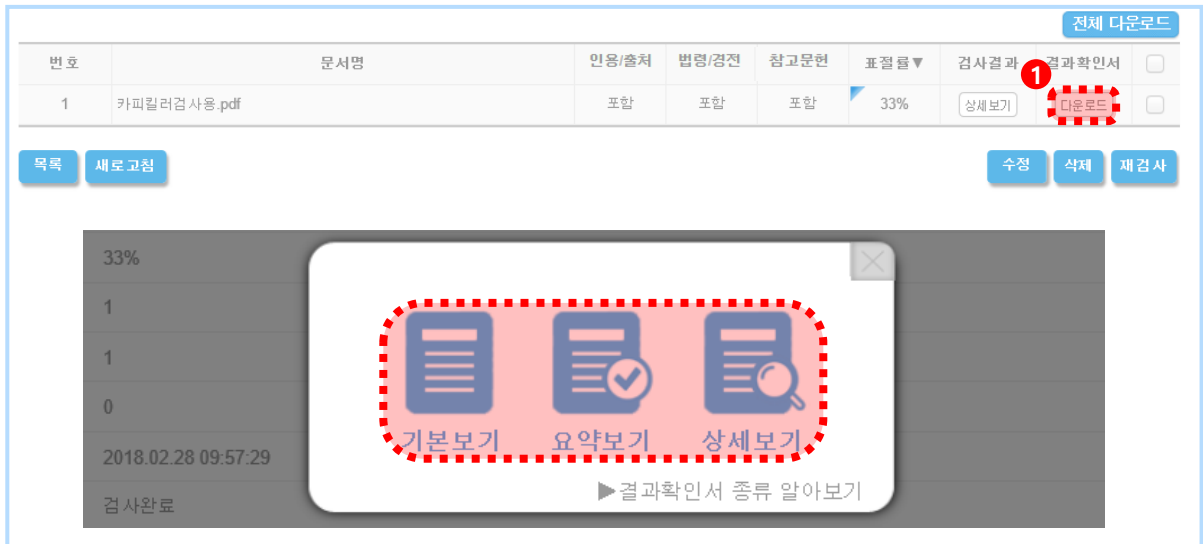 전체 다운로드
번호 문서명 인용/출처 법령/경전 참고문헌 표절률▼ 검사결과 결과확인서
1
1 카피킬러검사용.pdf 포함 포함 포함 33% 상세보기 다운로드
목록 새로고침 수정 삭제 재검사
33%
1
1
0
기본보기 요약보기 상세보기
2018.02.28 09:57:29
▶결과확인서 종류 알아보기
검사완료